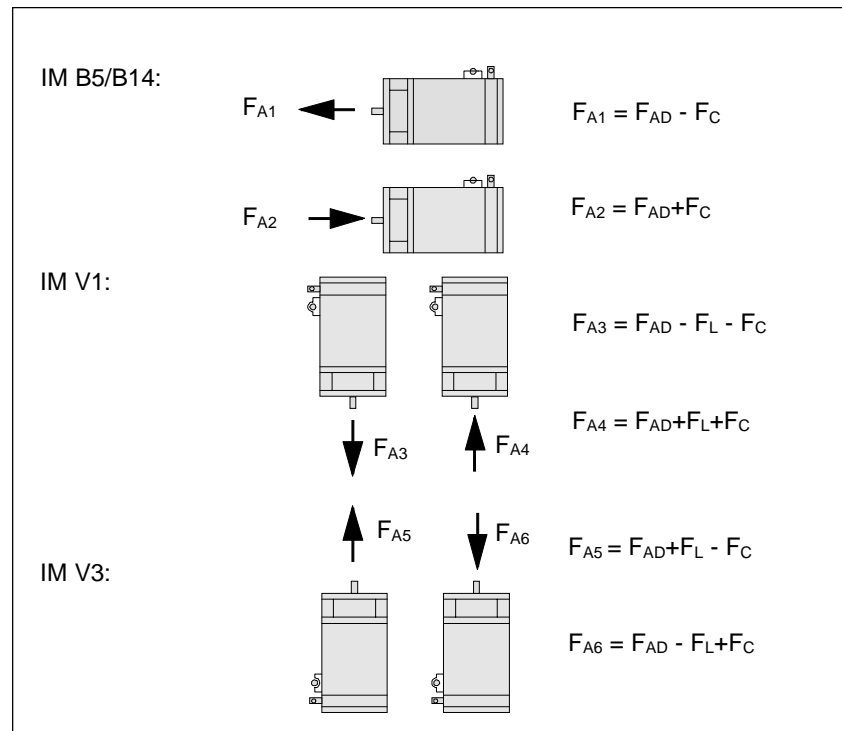 IM B5/B14:
FA1
FA1 = FAD - FC
FA2
FA2 = FAD+FC
IM V1:
FA3 = FAD - FL - FC
FA4 = FAD+FL+FC
FA3
FA4
FA5
FA6
FA5 = FAD+FL - FC
IM V3:
FA6 = FAD - FL+FC